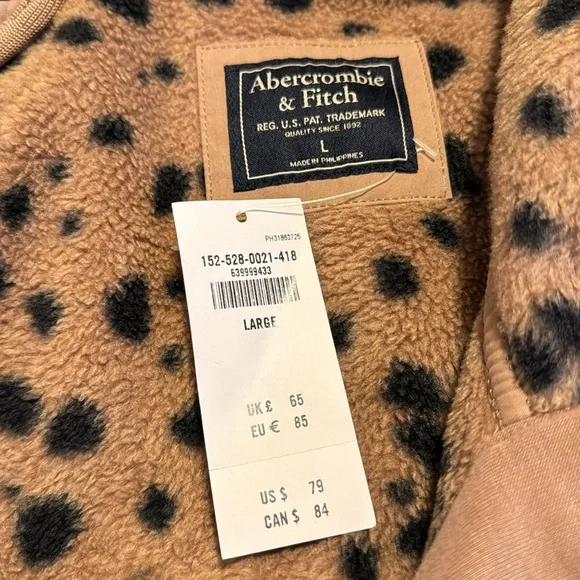 Abercrombie
& Fitch
REG. U.S. PAT. TRADEMARK
QUALITY SINCE 1892
L
MADE IN PHILIPPINES
PH31863725
152-528-0021-418
639999433
LARGE
UK £ 65
EU € 85
US $ 79
CAN $ 84